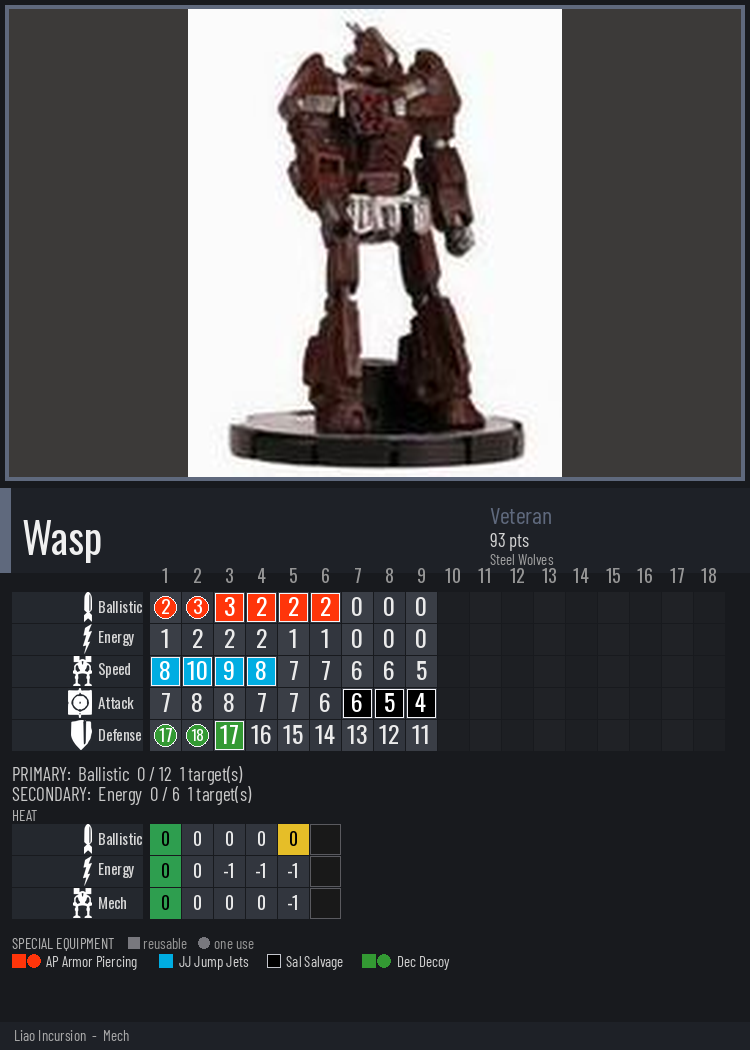 Wasp
Veteran
93 pts
Steel Wolves
1 2 3 4 5 6 7 8 9 10 11 12 13 14 15 16 17 18
Ballistic 2 3 3 2 2 2 0 0 0
Energy 1 2 2 2 1 1 0 0 0
Speed 8 10 9 8 7 7 6 6 5
Attack 7 8 8 7 7 6 6 5 4
Defense 17 18 17 16 15 14 13 12 11
PRIMARY: Ballistic 0 / 12 1 target(s)
SECONDARY: Energy 0 / 6 1 target(s)
HEAT
Ballistic 0 0 0 0 0
Energy 0 0 -1 -1 -1
Mech 0 0 0 0 -1
SPECIAL EQUIPMENT reusable one use
AP Armor Piercing JJ Jump Jets Sal Salvage Dec Decoy
Liao Incursion - Mech